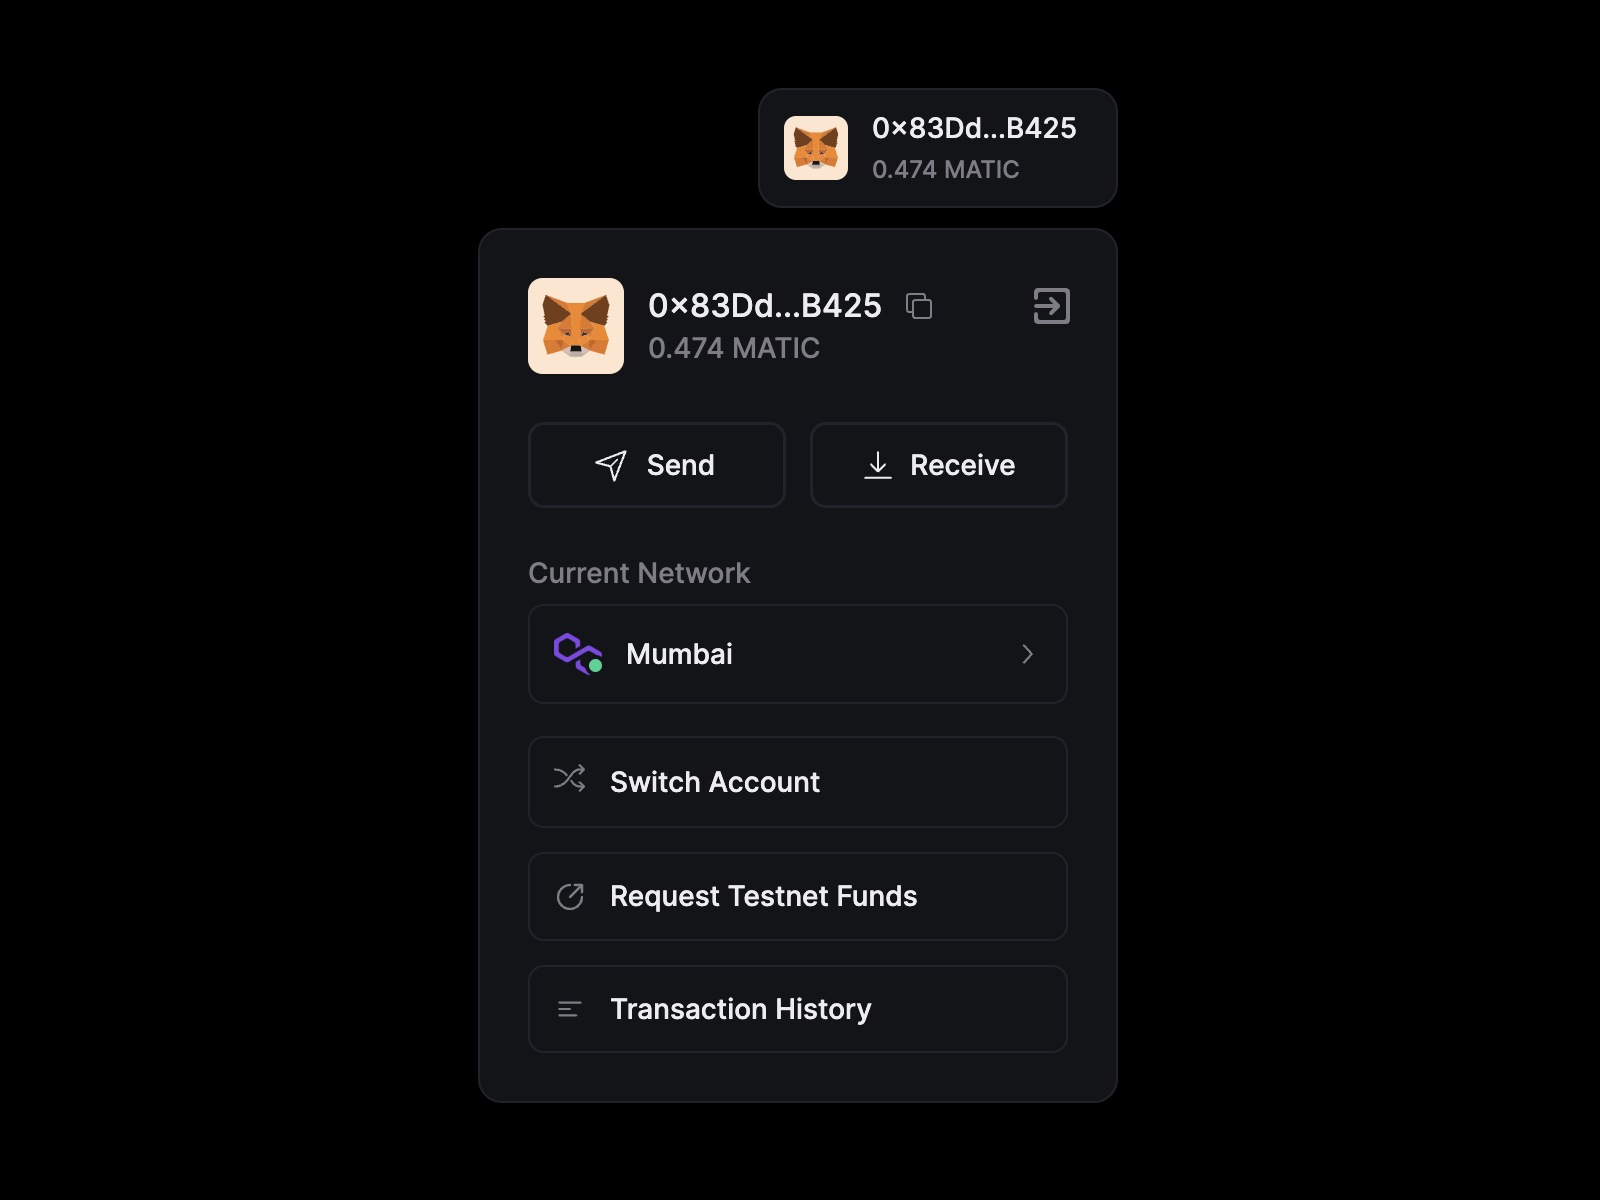 0×83Dd...B425
0.474 MATIC
0×83Dd...B425
0.474 MATIC
Send
Receive
Current Network
Mumbai
Switch Account
Request Testnet Funds
Transaction History